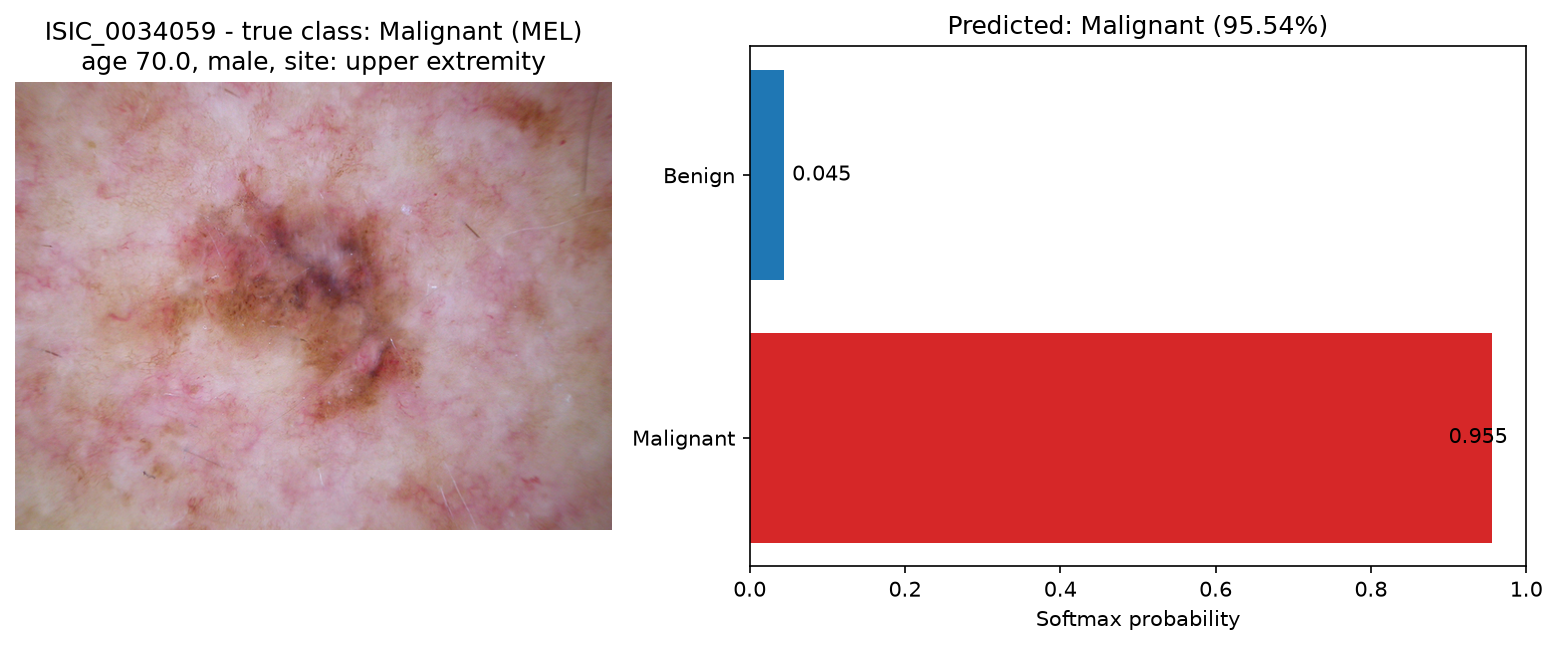 ISIC_0034059 - true class: Malignant (MEL)
age 70.0, male, site: upper extremity
Predicted: Malignant (95.54%)
Benign
0.045
Malignant
0.955
0.0 0.2 0.4 0.6 0.8 1.0
Softmax probability